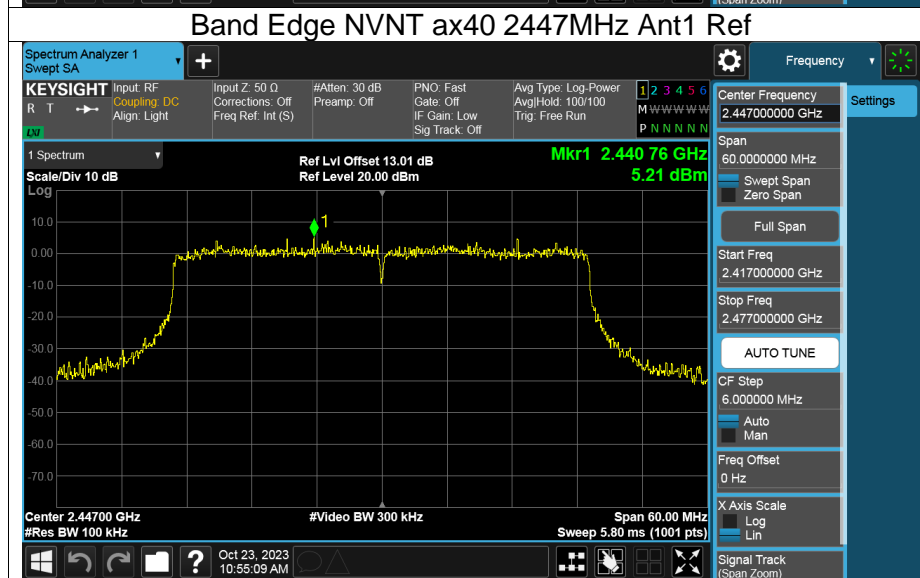 (Span Zoom)
Band Edge NVNT ax40 2447MHz Ant1 Ref
Spectrum Analyzer 1
Swept SA
+
Frequency
KEYSIGHT
R T
LXI
Input: RF
Coupling: DC
Align: Light
Input Z: 50 Ω
Corrections: Off
Freq Ref: Int (S)
#Atten: 30 dB
Preamp: Off
PNO: Fast
Gate: Off
IF Gain: Low
Sig Track: Off
Avg Type: Log-Power
Avg|Hold: 100/100
Trig: Free Run
1 2 3 4 5 6
M W W W W W
P N N N N N
Center Frequency
2.447000000 GHz
Settings
Span
60.0000000 MHz
Swept Span
Zero Span
Full Span
Start Freq
2.417000000 GHz
Stop Freq
2.477000000 GHz
AUTO TUNE
CF Step
6.000000 MHz
Auto
Man
Freq Offset
0 Hz
X Axis Scale
Log
Lin
Signal Track
(Span Zoom)
1 Spectrum
Scale/Div 10 dB
Log
Ref Lvl Offset 13.01 dB
Ref Level 20.00 dBm
Mkr1 2.440 76 GHz
5.21 dBm
1
10.0
0.00
-10.0
-20.0
-30.0
-40.0
-50.0
-60.0
-70.0
Center 2.44700 GHz
#Res BW 100 kHz
#Video BW 300 kHz
Span 60.00 MHz
Sweep 5.80 ms (1001 pts)
?
Oct 23, 2023
10:55:09 AM